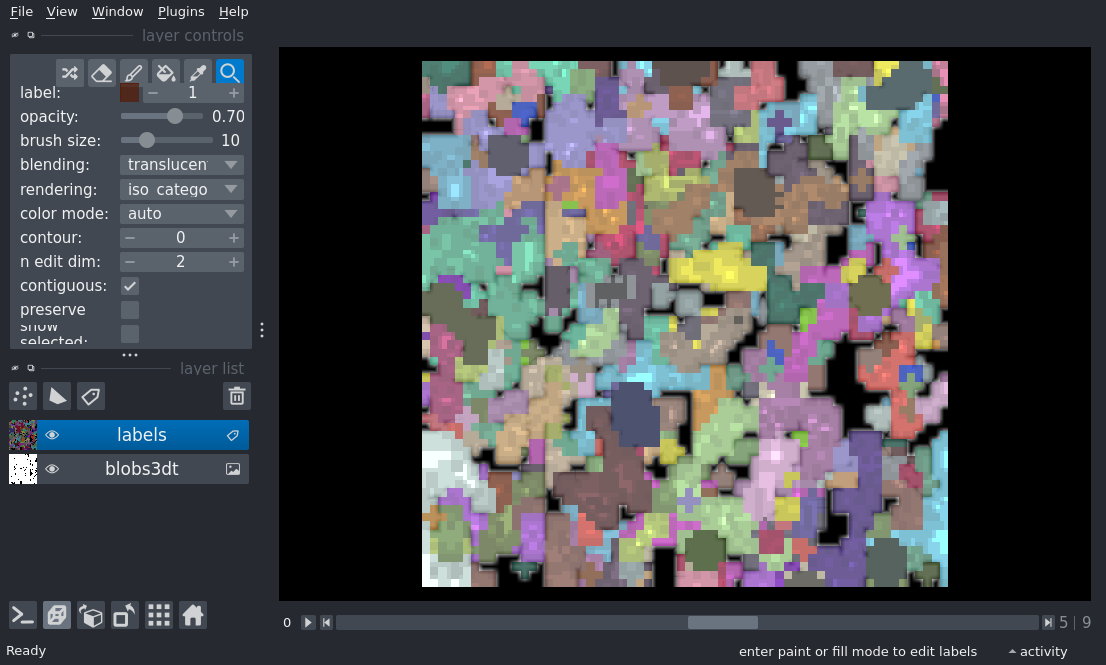 File View Window Plugins Help
layer controls
label: 1
opacity: 0.70
brush size: 10
blending: translucen
rendering: iso_catego
color mode: auto
contour: 0
n edit dim: 2
contiguous:
preserve
show
selected:
layer list
labels
blobs3dt
0 5 | 9
Ready enter paint or fill mode to edit labels activity